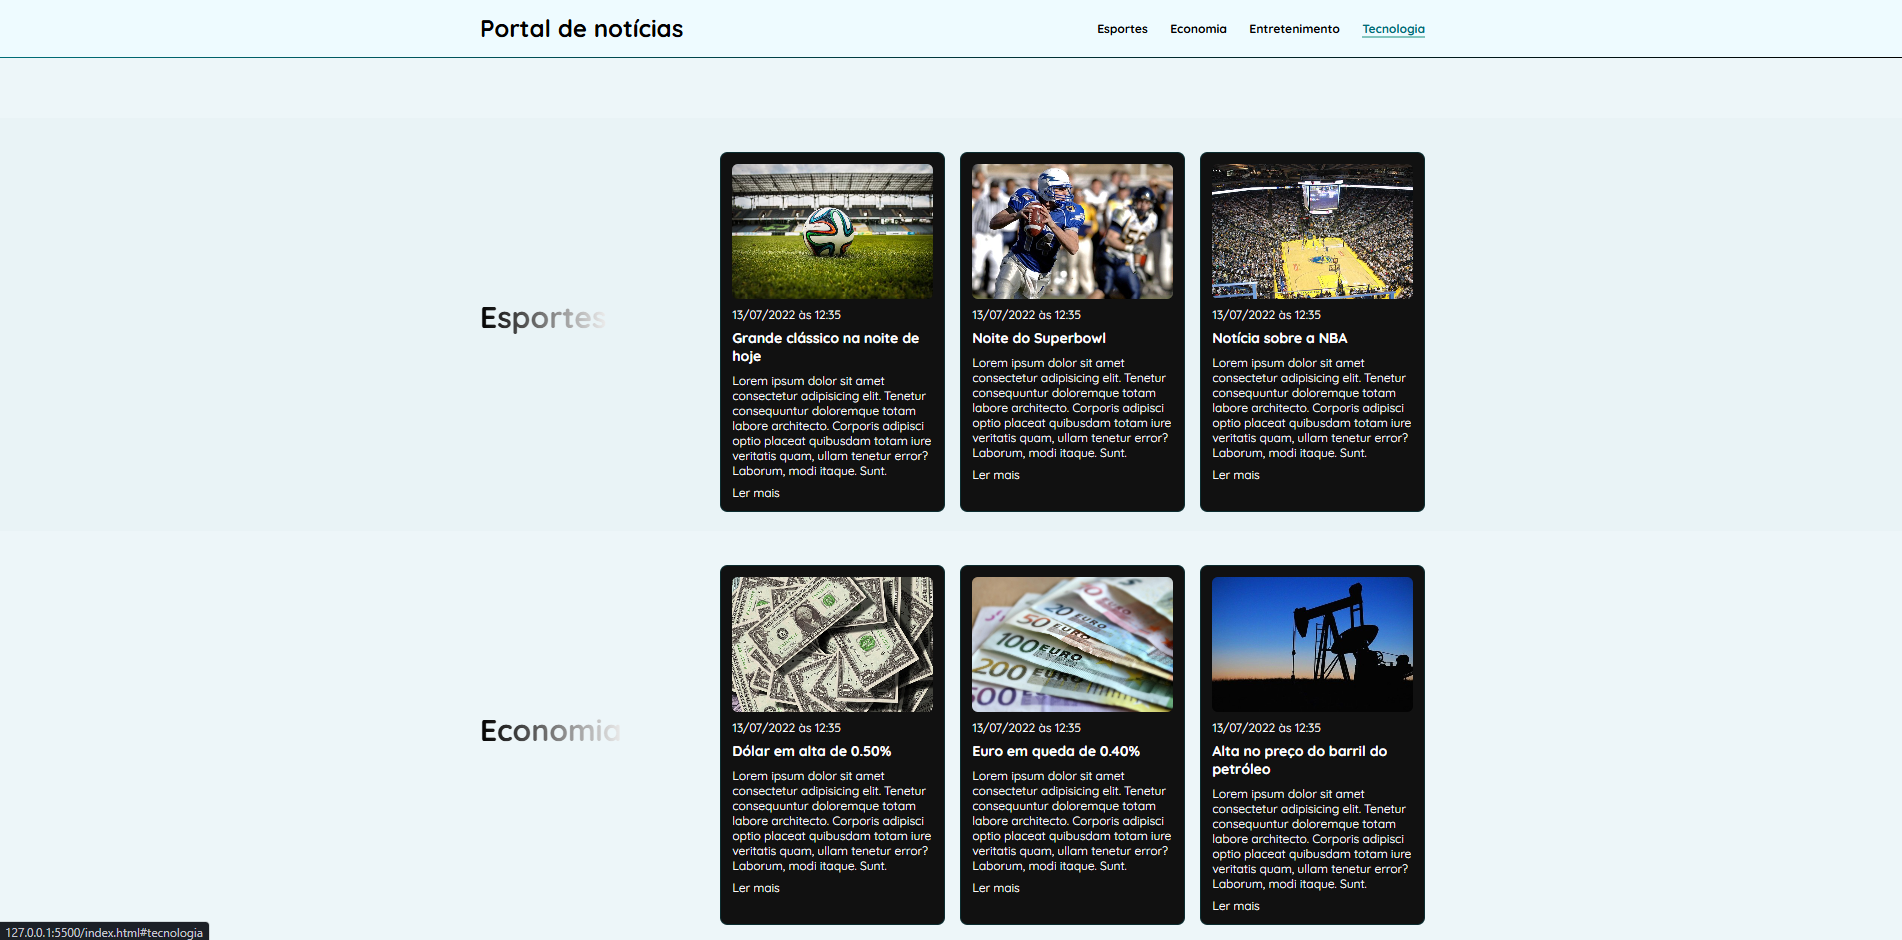 Portal de notícias
Esportes Economia Entretenimento Tecnologia
Esportes
13/07/2022 às 12:35
Grande clássico na noite de
hoje
Lorem ipsum dolor sit amet
consectetur adipisicing elit. Tenetur
consequuntur doloremque totam
labore architecto. Corporis adipisci
optio placeat quibusdam totam iure
veritatis quam, ullam tenetur error?
Laborum, modi itaque. Sunt.
Ler mais
13/07/2022 às 12:35
Noite do Superbowl
Lorem ipsum dolor sit amet
consectetur adipisicing elit. Tenetur
consequuntur doloremque totam
labore architecto. Corporis adipisci
optio placeat quibusdam totam iure
veritatis quam, ullam tenetur error?
Laborum, modi itaque. Sunt.
Ler mais
13/07/2022 às 12:35
Notícia sobre a NBA
Lorem ipsum dolor sit amet
consectetur adipisicing elit. Tenetur
consequuntur doloremque totam
labore architecto. Corporis adipisci
optio placeat quibusdam totam iure
veritatis quam, ullam tenetur error?
Laborum, modi itaque. Sunt.
Ler mais
Economia
10 EURO
20 EURO
50 EURO
100 EURO
200 EURO
500
13/07/2022 às 12:35
Dólar em alta de 0.50%
Lorem ipsum dolor sit amet
consectetur adipisicing elit. Tenetur
consequuntur doloremque totam
labore architecto. Corporis adipisci
optio placeat quibusdam totam iure
veritatis quam, ullam tenetur error?
Laborum, modi itaque. Sunt.
Ler mais
13/07/2022 às 12:35
Euro em queda de 0.40%
Lorem ipsum dolor sit amet
consectetur adipisicing elit. Tenetur
consequuntur doloremque totam
labore architecto. Corporis adipisci
optio placeat quibusdam totam iure
veritatis quam, ullam tenetur error?
Laborum, modi itaque. Sunt.
Ler mais
13/07/2022 às 12:35
Alta no preço do barril do
petróleo
Lorem ipsum dolor sit amet
consectetur adipisicing elit. Tenetur
consequuntur doloremque totam
labore architecto. Corporis adipisci
optio placeat quibusdam totam iure
veritatis quam, ullam tenetur error?
Laborum, modi itaque. Sunt.
Ler mais
127.0.0.1:5500/index.html#tecnologia